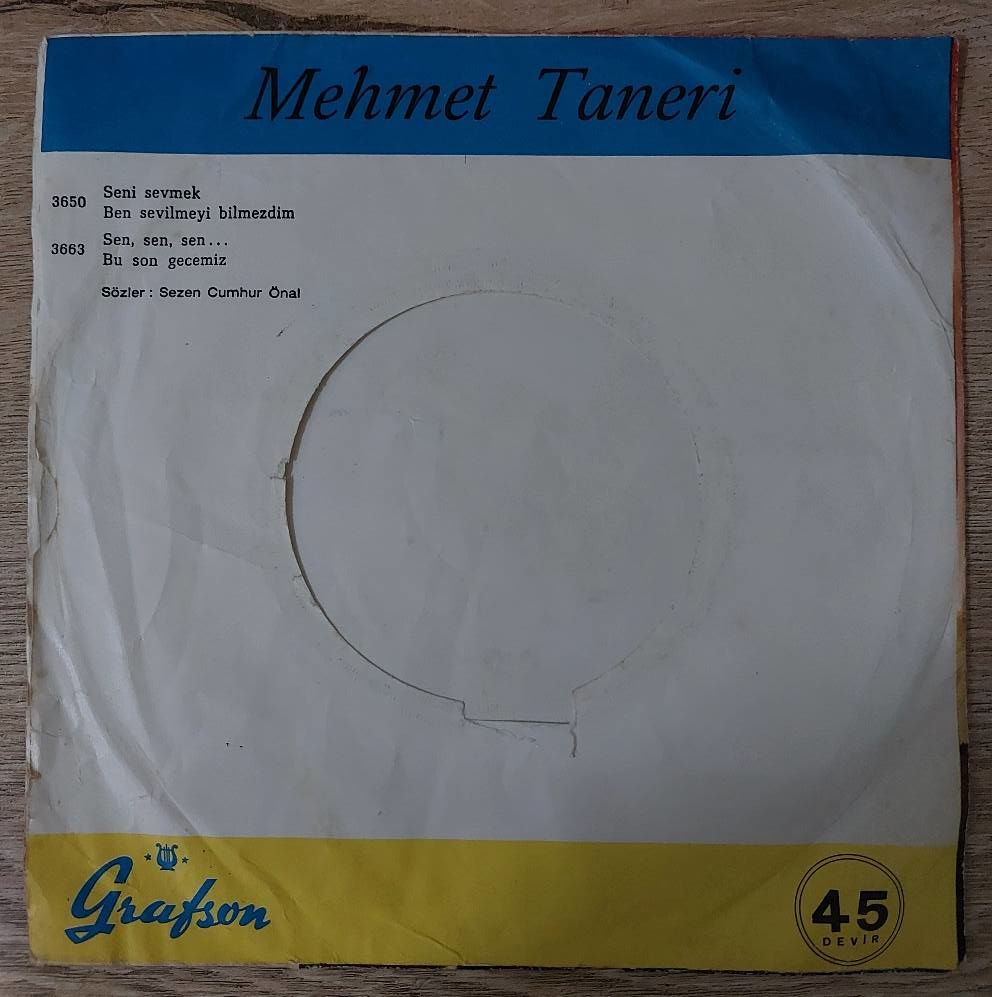 Mehmet Taneri
3650 Seni sevmek
Ben sevilmeyi bilmezdim
3663 Sen, sen, sen...
Bu son gecemiz
Sözler : Sezen Cumhur Önal
Grafson
45
DEVİR